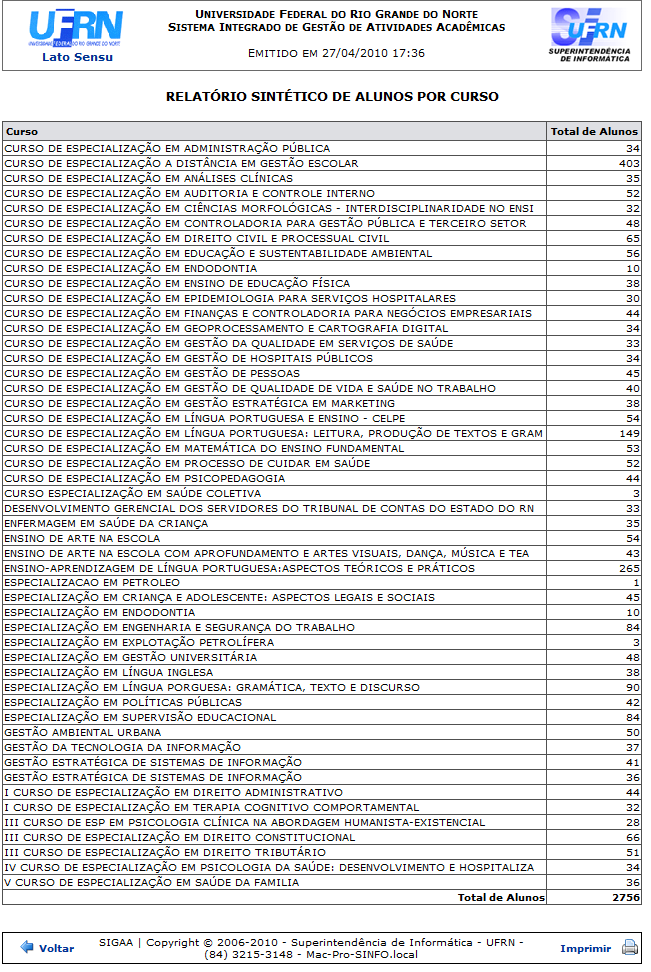 UFRN
UNIVERSIDADE FEDERAL DO RIO GRANDE DO NORTE
Lato Sensu
UNIVERSIDADE FEDERAL DO RIO GRANDE DO NORTE
SISTEMA INTEGRADO DE GESTÃO DE ATIVIDADES ACADÊMICAS
EMITIDO EM 27/04/2010 17:36
UFRN
SUPERINTENDÊNCIA
DE INFORMÁTICA
RELATÓRIO SINTÉTICO DE ALUNOS POR CURSO
Curso Total de Alunos
CURSO DE ESPECIALIZAÇÃO EM ADMINISTRAÇÃO PÚBLICA 34
CURSO DE ESPECIALIZAÇÃO A DISTÂNCIA EM GESTÃO ESCOLAR 403
CURSO DE ESPECIALIZAÇÃO EM ANÁLISES CLÍNICAS 35
CURSO DE ESPECIALIZAÇÃO EM AUDITORIA E CONTROLE INTERNO 52
CURSO DE ESPECIALIZAÇÃO EM CIÊNCIAS MORFOLÓGICAS - INTERDISCIPLINARIDADE NO ENSI 32
CURSO DE ESPECIALIZAÇÃO EM CONTROLADORIA PARA GESTÃO PÚBLICA E TERCEIRO SETOR 48
CURSO DE ESPECIALIZAÇÃO EM DIREITO CIVIL E PROCESSUAL CIVIL 65
CURSO DE ESPECIALIZAÇÃO EM EDUCAÇÃO E SUSTENTABILIDADE AMBIENTAL 56
CURSO DE ESPECIALIZAÇÃO EM ENDODONTIA 10
CURSO DE ESPECIALIZAÇÃO EM ENSINO DE EDUCAÇÃO FÍSICA 38
CURSO DE ESPECIALIZAÇÃO EM EPIDEMIOLOGIA PARA SERVIÇOS HOSPITALARES 30
CURSO DE ESPECIALIZAÇÃO EM FINANÇAS E CONTROLADORIA PARA NEGÓCIOS EMPRESARIAIS 44
CURSO DE ESPECIALIZAÇÃO EM GEOPROCESSAMENTO E CARTOGRAFIA DIGITAL 34
CURSO DE ESPECIALIZAÇÃO EM GESTÃO DA QUALIDADE EM SERVIÇOS DE SAÚDE 33
CURSO DE ESPECIALIZAÇÃO EM GESTÃO DE HOSPITAIS PÚBLICOS 34
CURSO DE ESPECIALIZAÇÃO EM GESTÃO DE PESSOAS 45
CURSO DE ESPECIALIZAÇÃO EM GESTÃO DE QUALIDADE DE VIDA E SAÚDE NO TRABALHO 40
CURSO DE ESPECIALIZAÇÃO EM GESTÃO ESTRATÉGICA EM MARKETING 38
CURSO DE ESPECIALIZAÇÃO EM LÍNGUA PORTUGUESA E ENSINO - CELPE 54
CURSO DE ESPECIALIZAÇÃO EM LÍNGUA PORTUGUESA: LEITURA, PRODUÇÃO DE TEXTOS E GRAM 149
CURSO DE ESPECIALIZAÇÃO EM MATEMÁTICA DO ENSINO FUNDAMENTAL 53
CURSO DE ESPECIALIZAÇÃO EM PROCESSO DE CUIDAR EM SAÚDE 52
CURSO DE ESPECIALIZAÇÃO EM PSICOPEDAGOGIA 44
CURSO ESPECIALIZAÇÃO EM SAÚDE COLETIVA 3
DESENVOLVIMENTO GERENCIAL DOS SERVIDORES DO TRIBUNAL DE CONTAS DO ESTADO DO RN 33
ENFERMAGEM EM SAÚDE DA CRIANÇA 35
ENSINO DE ARTE NA ESCOLA 54
ENSINO DE ARTE NA ESCOLA COM APROFUNDAMENTO E ARTES VISUAIS, DANÇA, MÚSICA E TEA 43
ENSINO-APRENDIZAGEM DE LÍNGUA PORTUGUESA:ASPECTOS TEÓRICOS E PRÁTICOS 265
ESPECIALIZACAO EM PETROLEO 1
ESPECIALIZAÇÃO EM CRIANÇA E ADOLESCENTE: ASPECTOS LEGAIS E SOCIAIS 45
ESPECIALIZAÇÃO EM ENDODONTIA 10
ESPECIALIZAÇÃO EM ENGENHARIA E SEGURANÇA DO TRABALHO 84
ESPECIALIZAÇÃO EM EXPLOTAÇÃO PETROLÍFERA 3
ESPECIALIZAÇÃO EM GESTÃO UNIVERSITÁRIA 48
ESPECIALIZAÇÃO EM LÍNGUA INGLESA 38
ESPECIALIZAÇÃO EM LÍNGUA PORGUESA: GRAMÁTICA, TEXTO E DISCURSO 90
ESPECIALIZAÇÃO EM POLÍTICAS PÚBLICAS 42
ESPECIALIZAÇÃO EM SUPERVISÃO EDUCACIONAL 84
GESTÃO AMBIENTAL URBANA 50
GESTÃO DA TECNOLOGIA DA INFORMAÇÃO 37
GESTÃO ESTRATÉGICA DE SISTEMAS DE INFORMAÇÃO 41
GESTÃO ESTRATÉGICA DE SISTEMAS DE INFORMAÇÃO 36
I CURSO DE ESPECIALIZAÇÃO EM DIREITO ADMINISTRATIVO 44
I CURSO DE ESPECIALIZAÇÃO EM TERAPIA COGNITIVO COMPORTAMENTAL 32
III CURSO DE ESP EM PSICOLOGIA CLÍNICA NA ABORDAGEM HUMANISTA-EXISTENCIAL 28
III CURSO DE ESPECIALIZAÇÃO EM DIREITO CONSTITUCIONAL 66
III CURSO DE ESPECIALIZAÇÃO EM DIREITO TRIBUTÁRIO 51
IV CURSO DE ESPECIALIZAÇÃO EM PSICOLOGIA DA SAÚDE: DESENVOLVIMENTO E HOSPITALIZA 34
V CURSO DE ESPECIALIZAÇÃO EM SAÚDE DA FAMILIA 36
Total de Alunos 2756
Voltar
SIGAA | Copyright © 2006-2010 - Superintendência de Informática - UFRN -
(84) 3215-3148 - Mac-Pro-SINFO.local
Imprimir